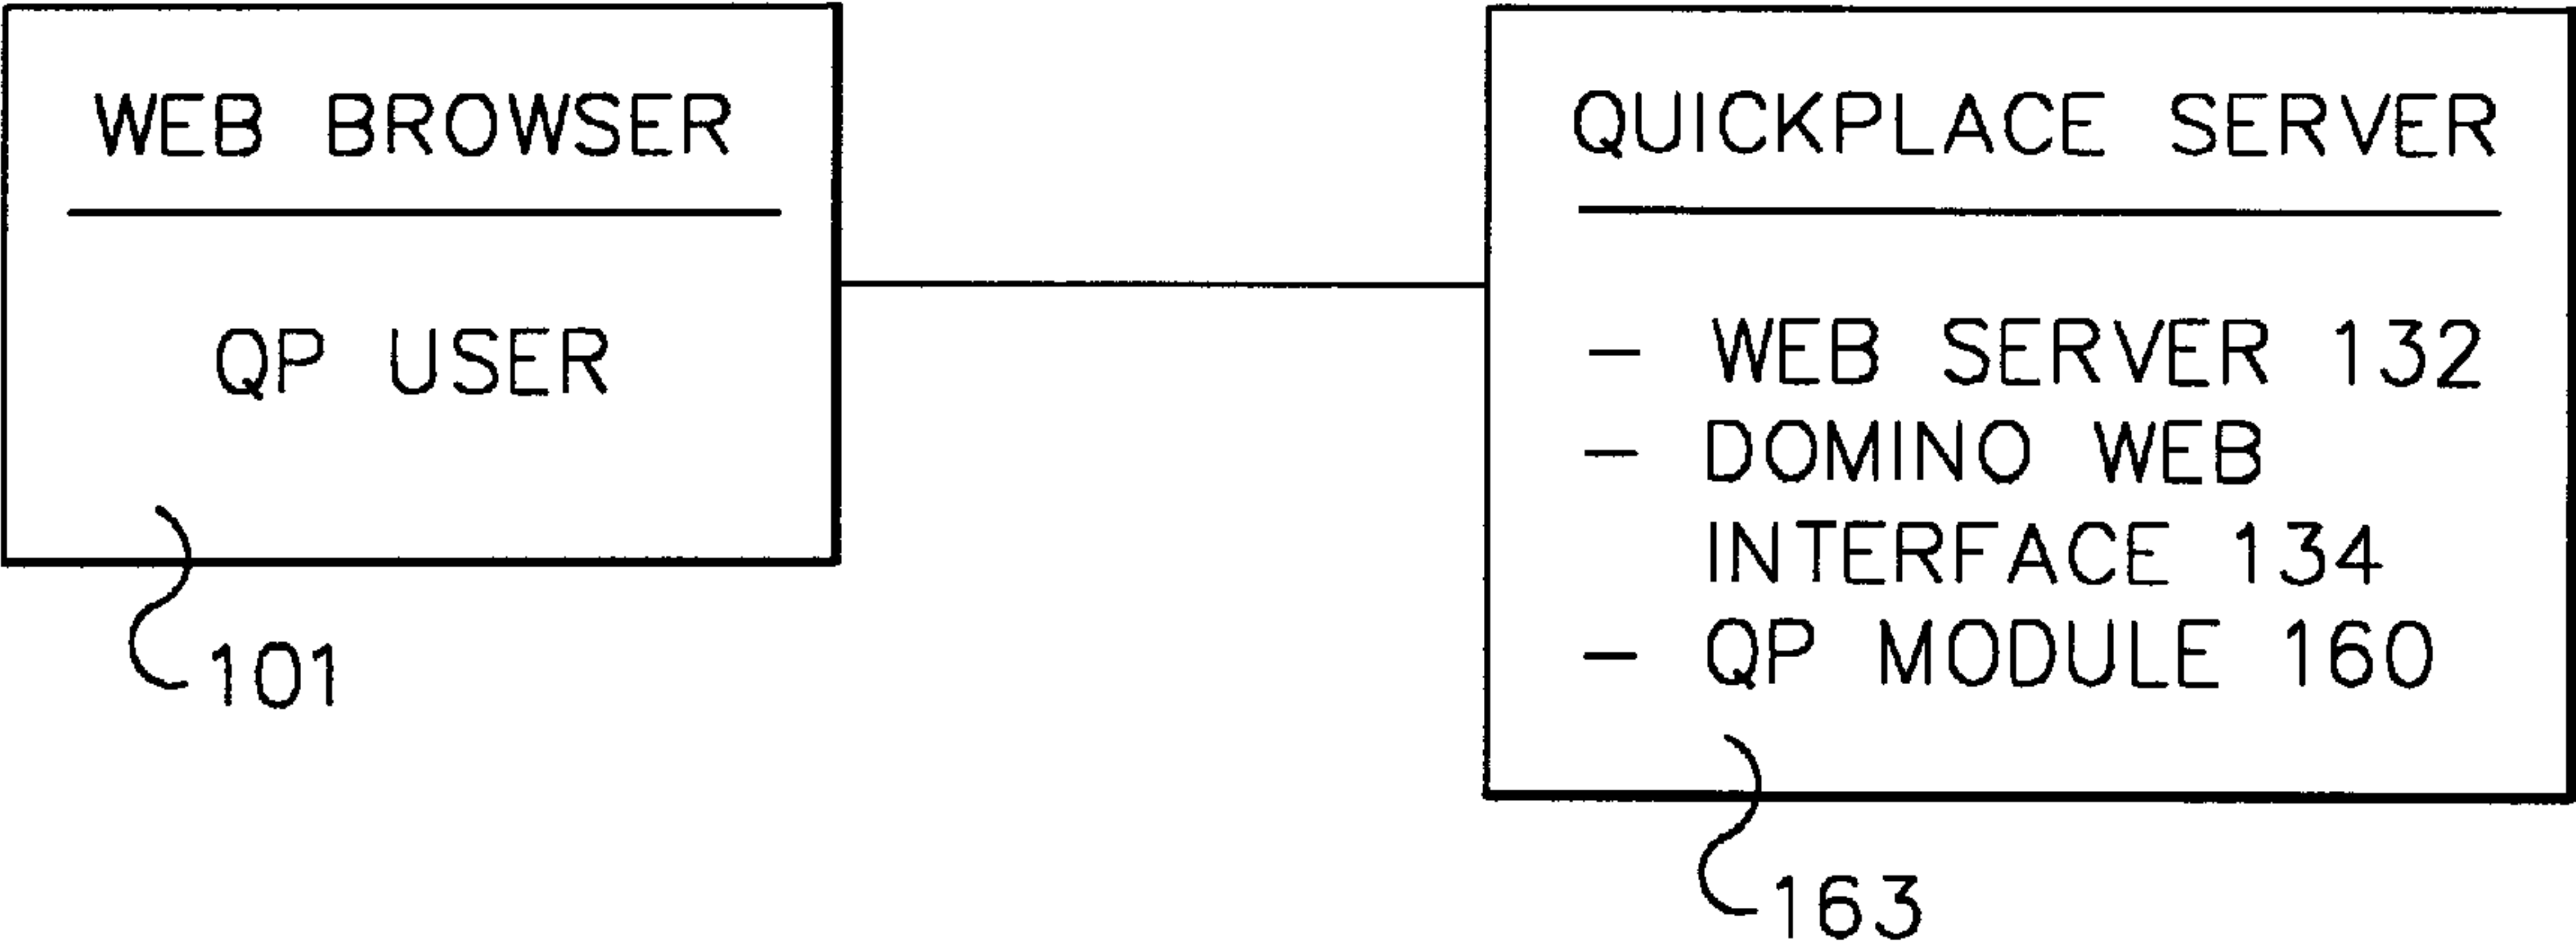 WEB BROWSER
QP USER
101
QUICKPLACE SERVER
- WEB SERVER 132
- DOMINO WEB
INTERFACE 134
- QP MODULE 160
163